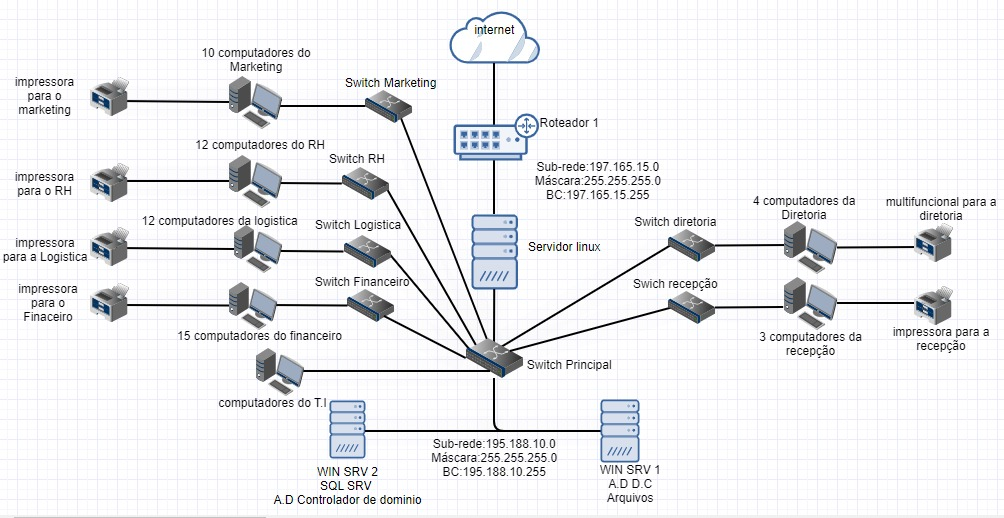 internet
10 computadores do
Marketing
Switch Marketing
impressora
para o
marketing
Roteador 1
12 computadores do RH
Switch RH
Sub-rede:197.165.15.0
Máscara:255.255.255.0
BC:197.165.15.255
impressora
para o RH
4 computadores da
Diretoria
multifuncional para a
diretoria
12 computadores da logistica
Switch Logistica
Switch diretoria
Servidor linux
impressora
para a Logistica
Switch Financeiro
Swich recepção
impressora
para o
Finaceiro
15 computadores do financeiro
3 computadores da
recepção
impressora para a
recepção
Switch Principal
computadores do T.I
Sub-rede:195.188.10.0
Máscara:255.255.255.0
BC:195.188.10.255
WIN SRV 2
SQL SRV
A.D Controlador de dominio
WIN SRV 1
A.D D.C
Arquivos